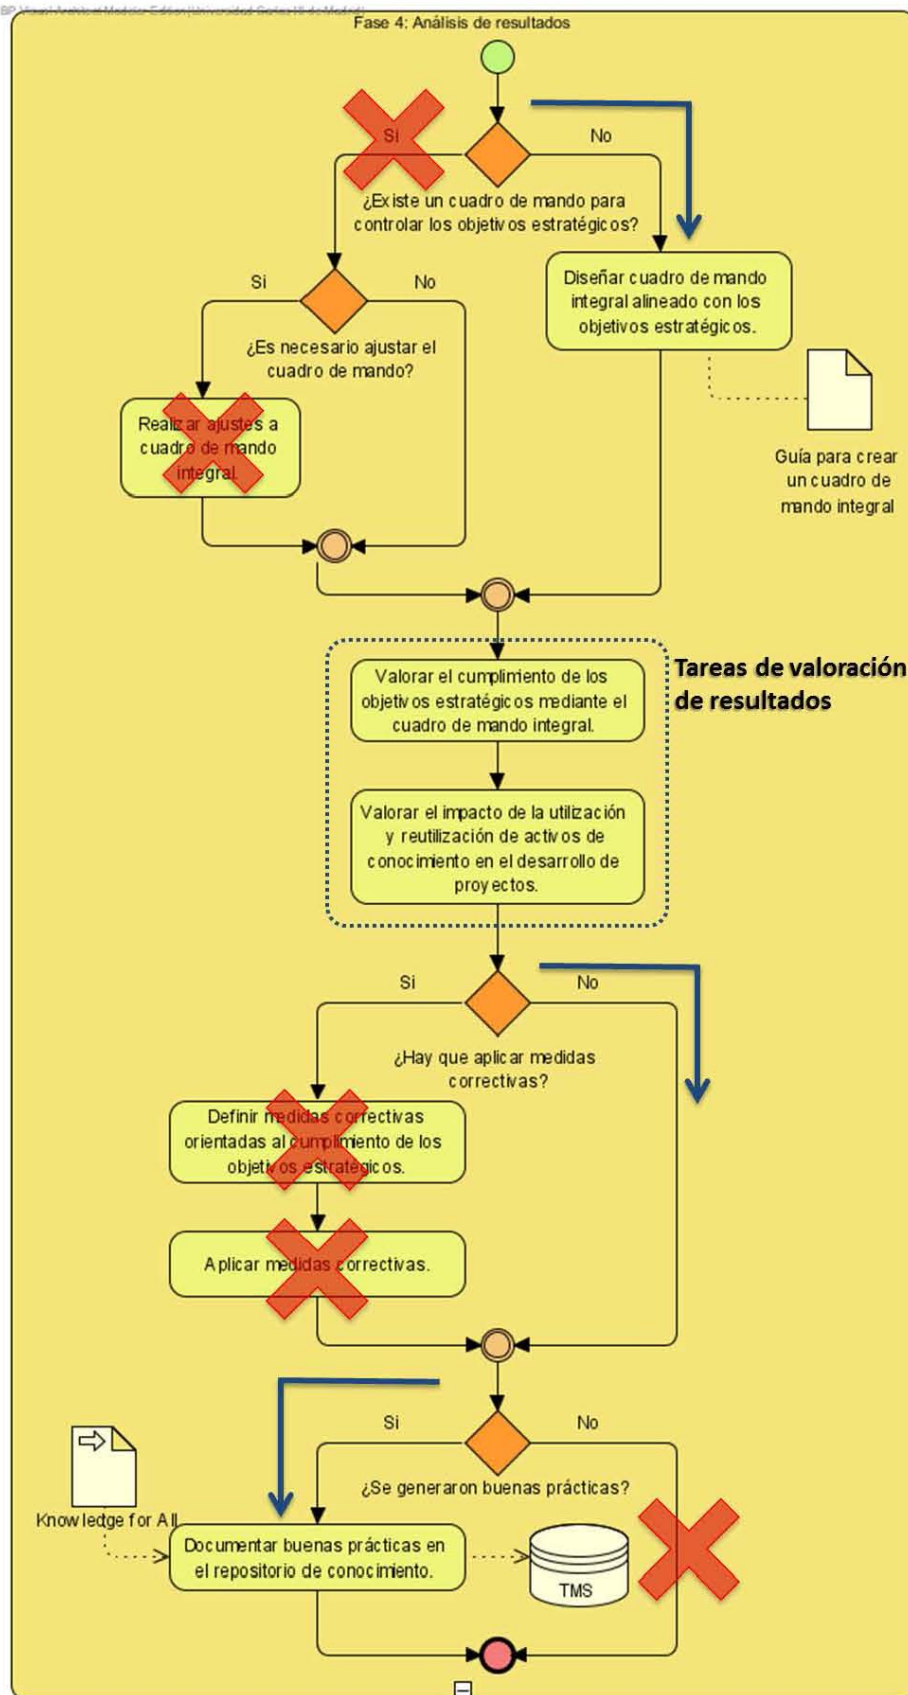 Fase 4: Análisis de resultados
Si
No
¿Existe un cuadro de mando para
controlar los objetivos estratégicos?
Si
No
Diseñar cuadro de mando
integral alineado con los
objetivos estratégicos.
¿Es necesario ajustar el
cuadro de mando?
Realizar ajustes a
cuadro de mando
integral.
Guía para crear
un cuadro de
mando integral
Valorar el cumplimiento de los
objetivos estratégicos mediante el
cuadro de mando integral.
Tareas de valoración
de resultados
Valorar el impacto de la utilización
y reutilización de activos de
conocimiento en el desarrollo de
proyectos.
Si
No
¿Hay que aplicar medidas
correctivas?
Definir medidas correctivas
orientadas al cumplimiento de los
objetivos estratégicos.
Aplicar medidas correctivas.
Si
No
¿Se generaron buenas prácticas?
Knowledge for All
Documentar buenas prácticas en
el repositorio de conocimiento.
TMS